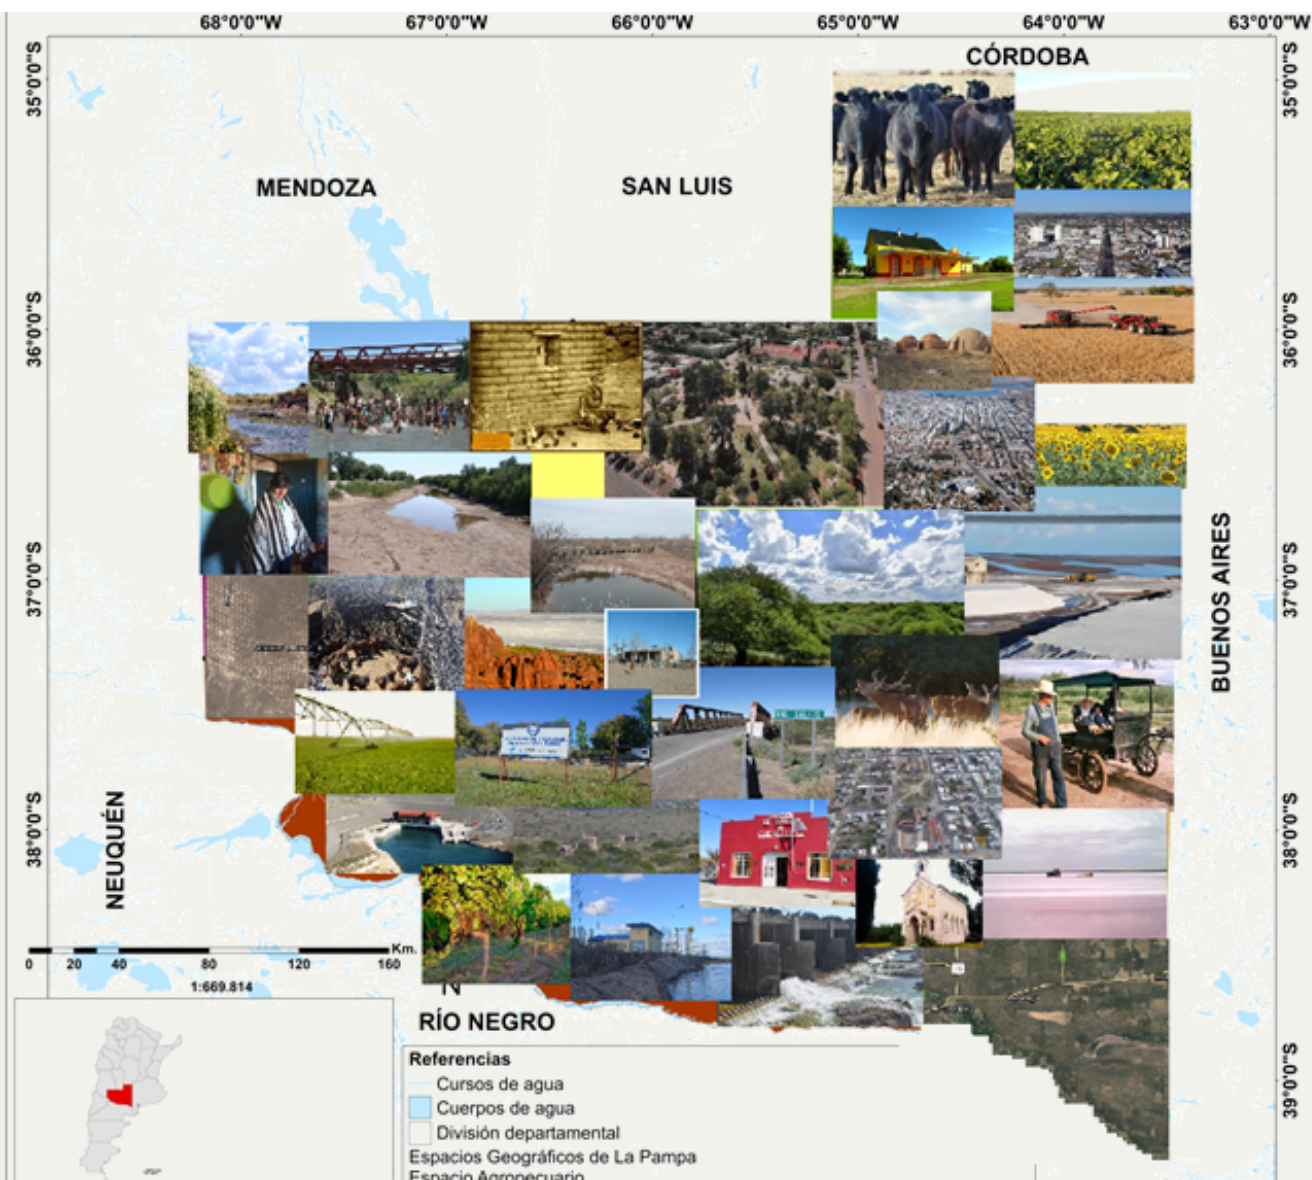 68°0'0"W 67°0'0"W 66°0'0"W 65°0'0"W 64°0'0"W 63°0'0"W
CÓRDOBA
35°0'0"S 35°0'0"S
MENDOZA SAN LUIS
36°0'0"S 36°0'0"S
37°0'0"S 37°0'0"S
BUENOS AIRES
NEUQUÉN
38°0'0"S 38°0'0"S
Km.
0 20 40 80 120 160
1:669.814
N
RÍO NEGRO
39°0'0"S
Referencias
Cursos de agua
Cuerpos de agua
División departamental
Espacios Geográficos de La Pampa
Espacio Agropecuario